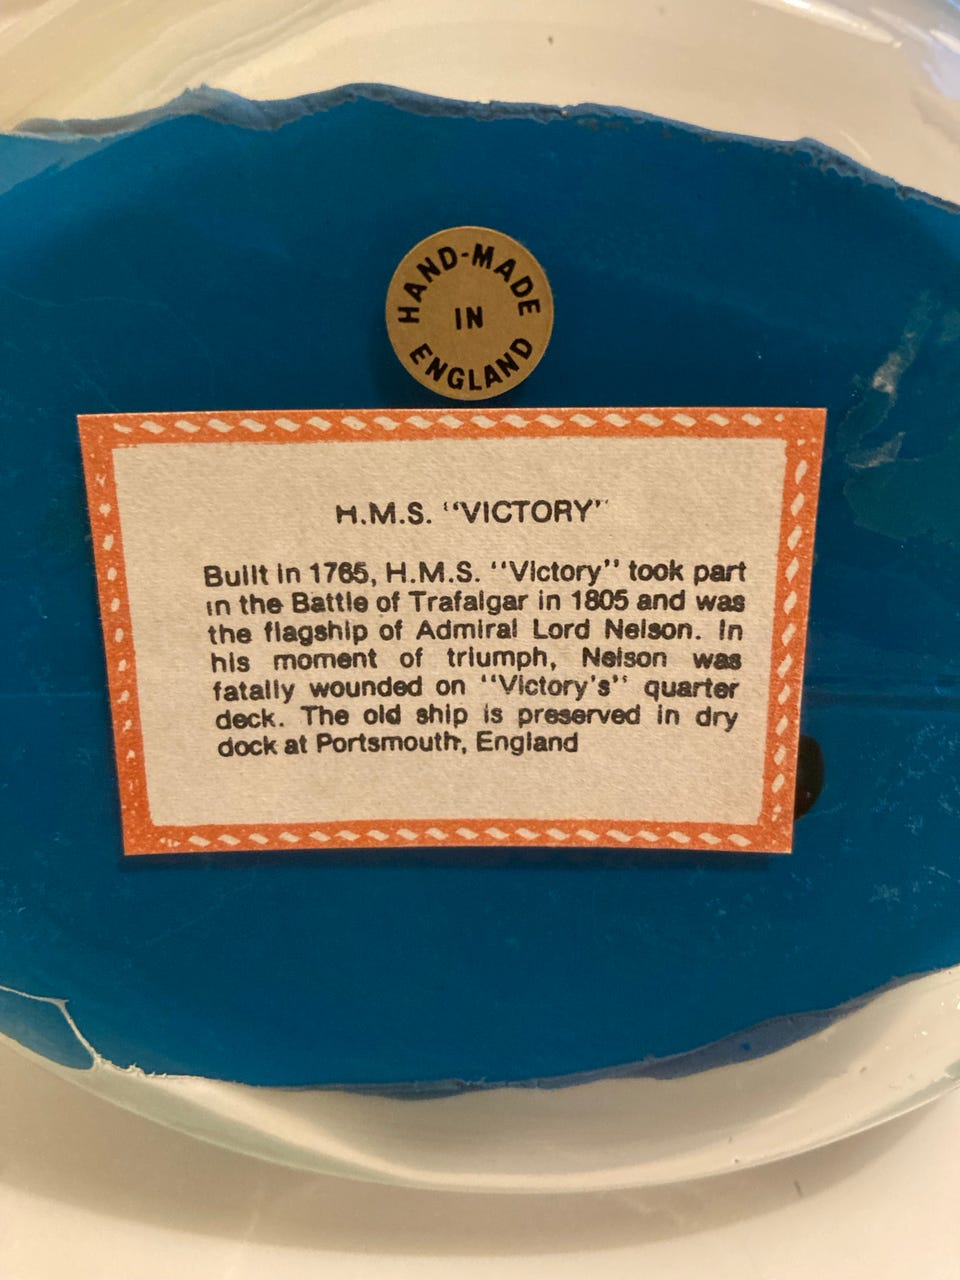 HAND-MADE
IN
ENGLAND
H.M.S. "VICTORY"
Built in 1765, H.M.S. "Victory" took part
in the Battle of Trafalgar in 1805 and was
the flagship of Admiral Lord Nelson. In
his moment of triumph, Nelson was
fatally wounded on "Victory's" quarter
deck. The old ship is preserved in dry
dock at Portsmouth, England